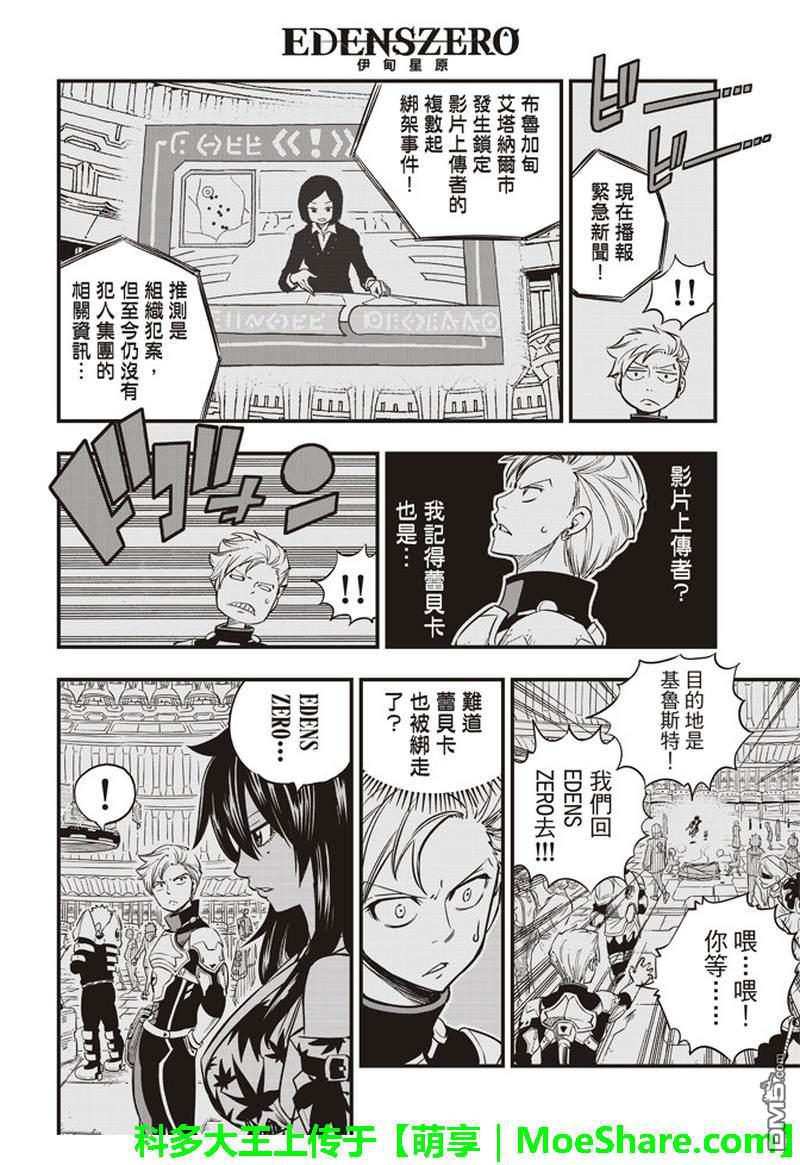 EDENSZERO
伊甸星原
ビーーー・・・
ビーー・・・
現在播報
緊急新聞！
!!
布魯加甸
艾塔納爾市
發生鎖定
影片上傳者的
複數起
綁架事件！
推測是
組織犯案，
但至今仍沒有
犯人集團的
相關資訊…
影片上傳者？
我記得蕾貝卡
也是…
ドゴォン
!!
目的地是
基魯斯特！
我們回
EDENS
ZERO去!!!
喂…喂！
你等……
難道
蕾貝卡
也被綁走
了？
EDENS
ZERO…
！
DM5.com
科多大王上传于【萌享 | MoeShare.com】